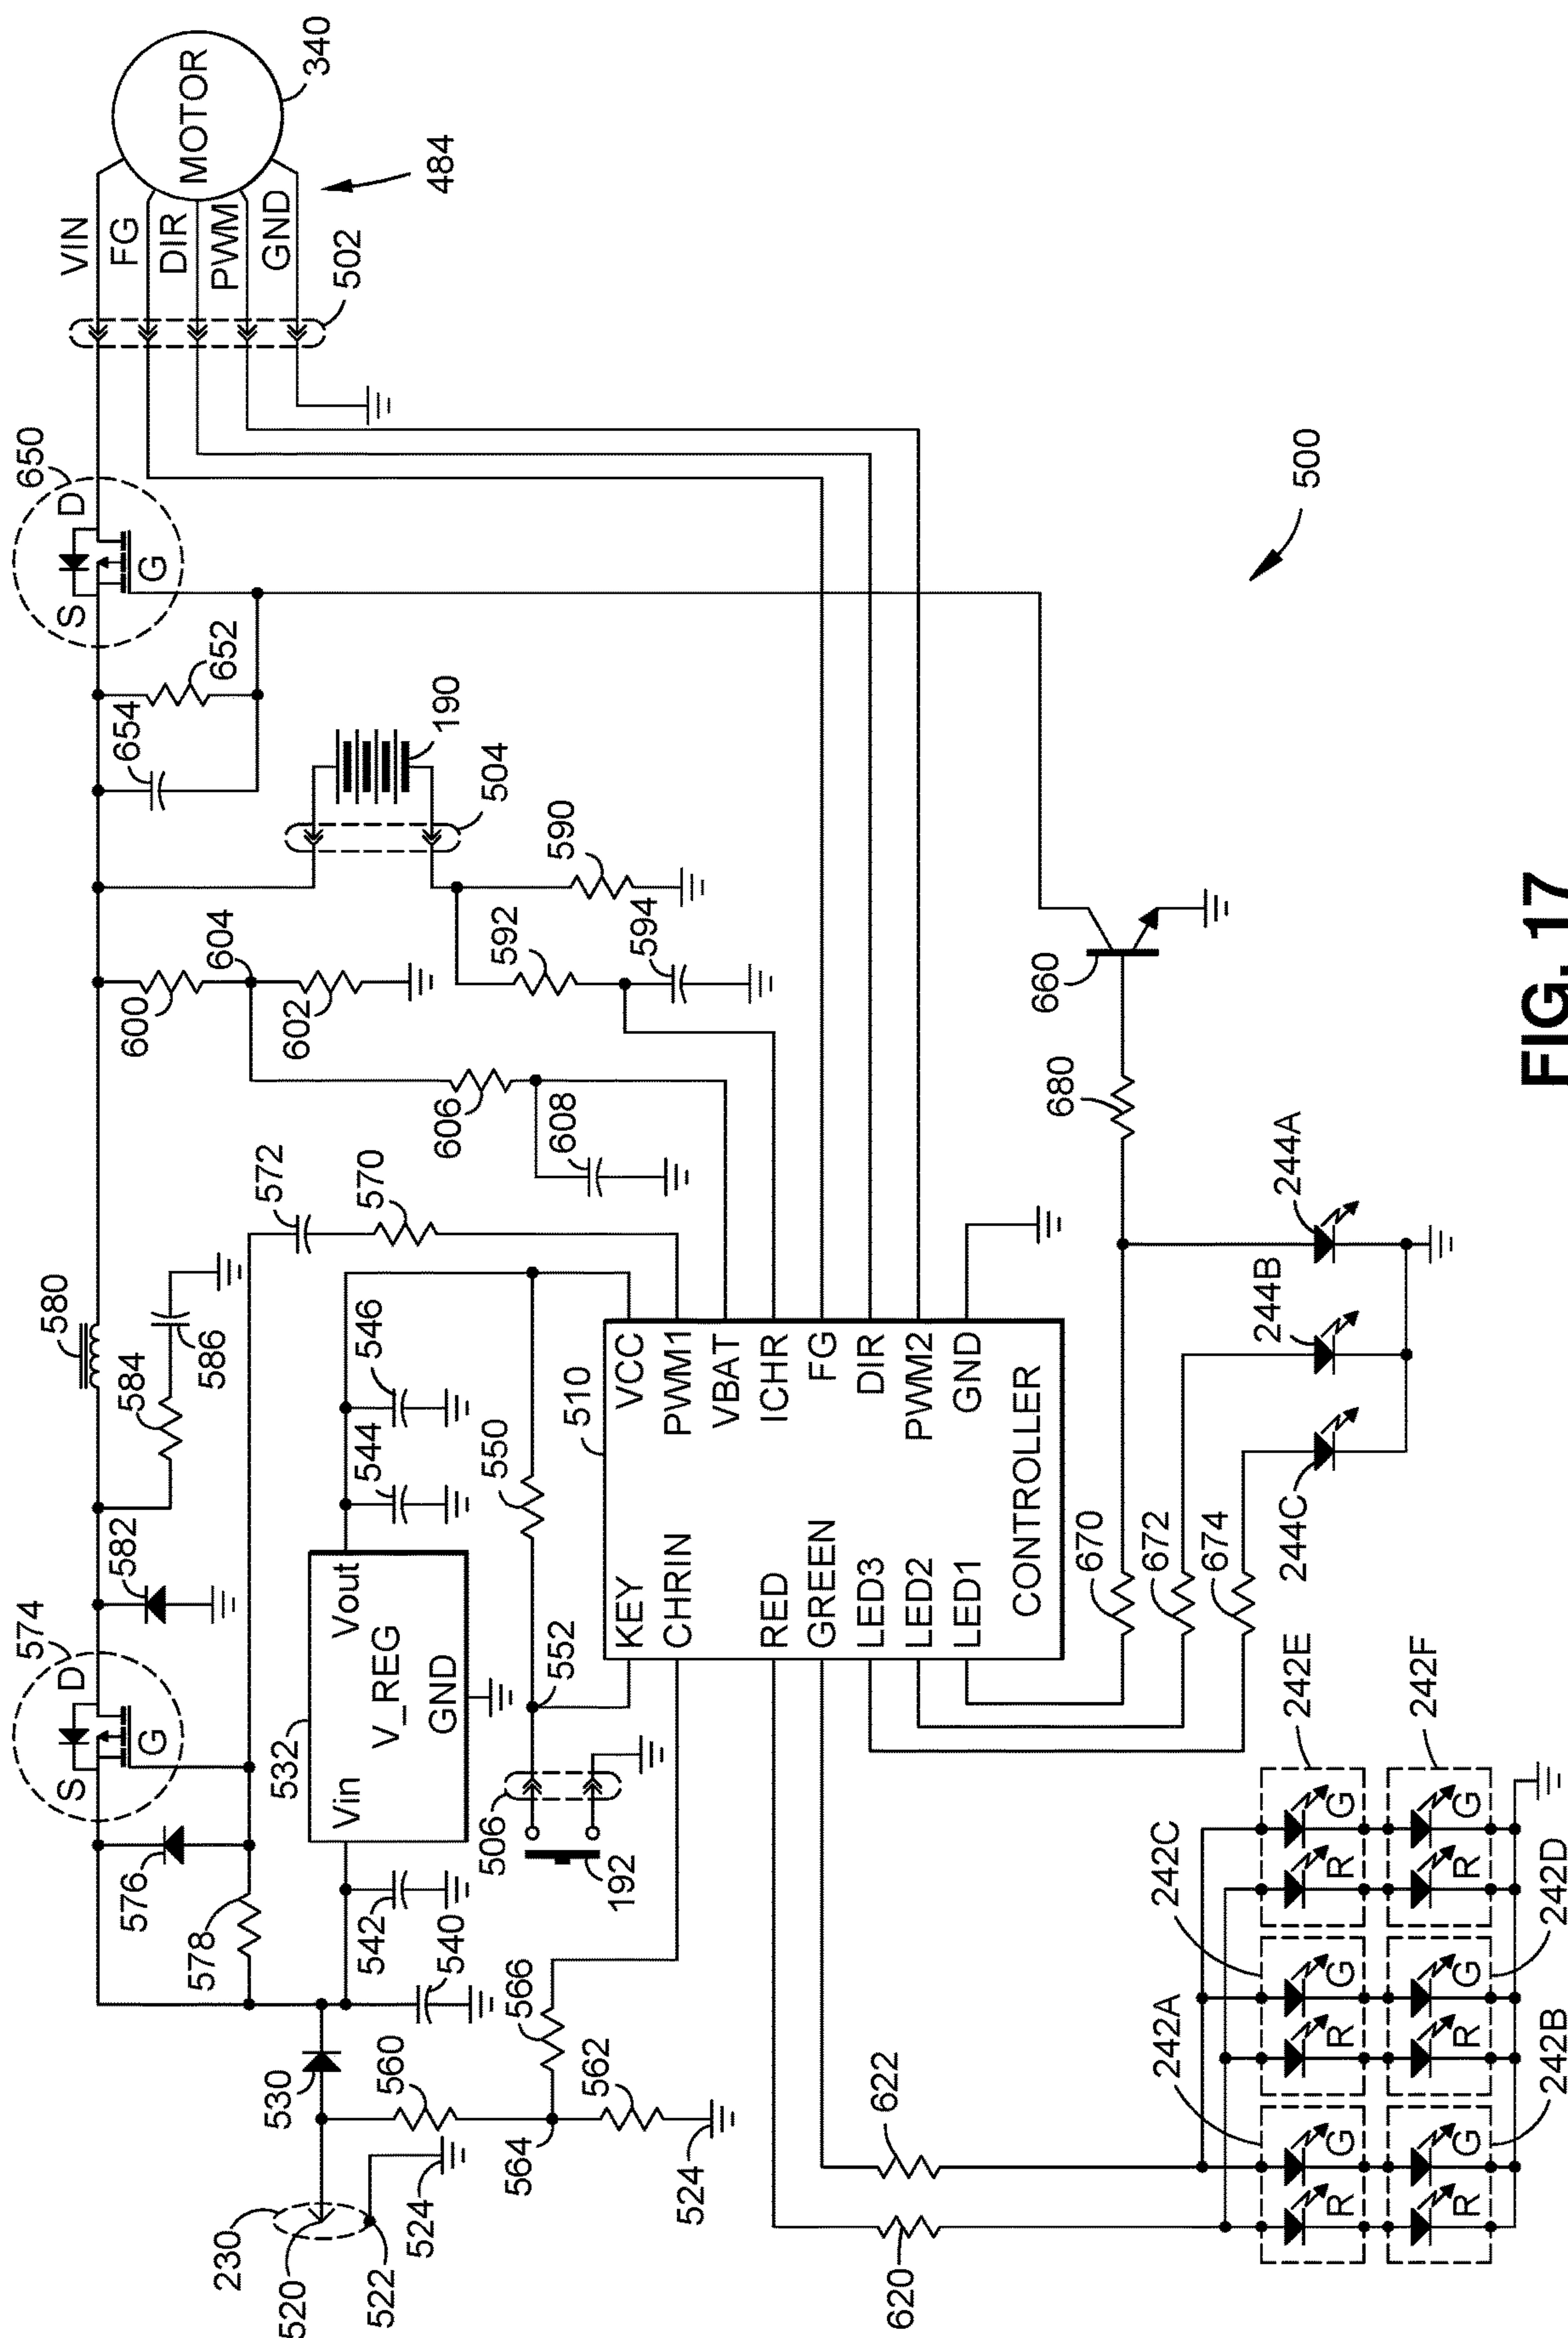 574
650
S
D
G
S
D
G
580
VIN
FG
DIR
PWM
GND
MOTOR
340
484
502
576
578
582
584
586
572
570
600
604
602
606
608
654
652
190
504
592
590
594
532
Vin
Vout
V_REG
GND
544
546
542
540
530
230
520
522
524
560
564
562
524
566
506
192
552
550
510
KEY
CHRIN
RED
GREEN
LED3
LED2
LED1
VCC
PWM1
VBAT
ICHR
FG
DIR
PWM2
GND
CONTROLLER
620
622
670
672
674
680
660
244A
244B
244C
242A
242C
242E
242B
242D
242F
R
G
R
G
R
G
R
G
R
G
R
G
500
FIG. 17